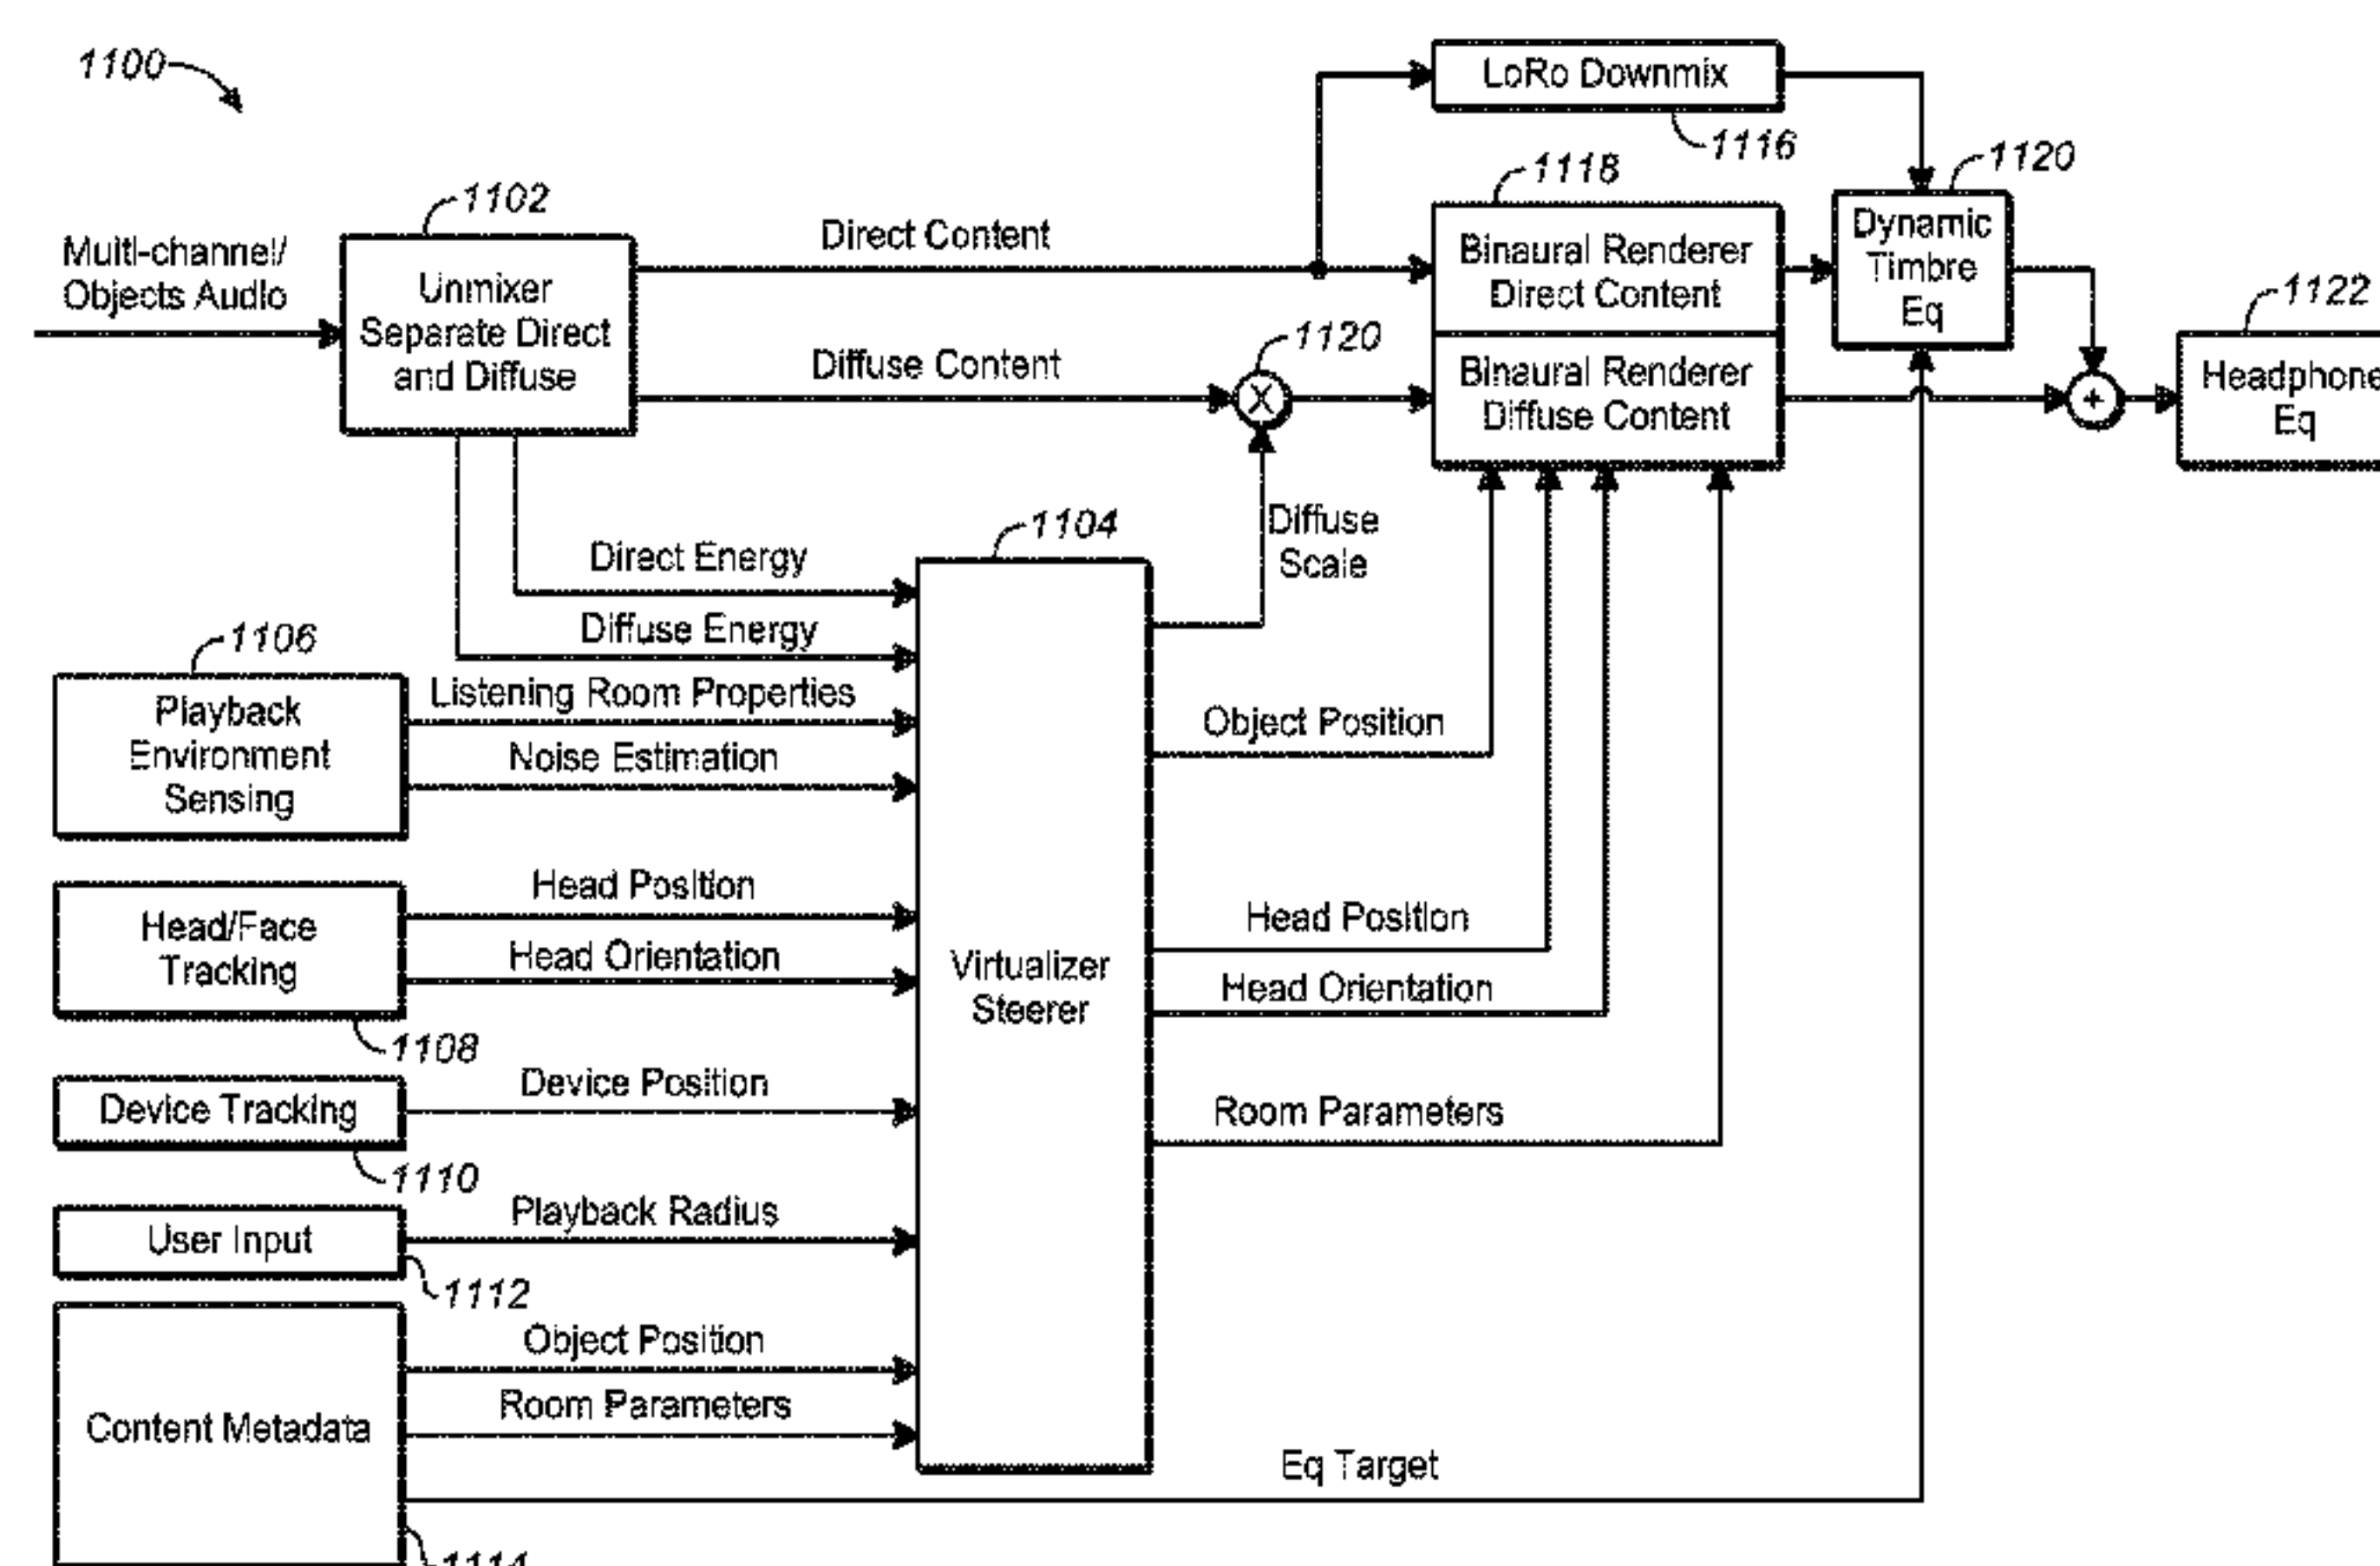 1100
LoRo Downmix
1116
1118
1120
1102
Multi-channel/
Objects Audio
Unmixer
Separate Direct
and Diffuse
Direct Content
Binaural Renderer
Direct Content
Dynamic
Timbre
Eq
1122
1120
Diffuse Content
X
Binaural Renderer
Diffuse Content
+
Headphone
Eq
Diffuse
Scale
1104
Direct Energy
Diffuse Energy
1106
Playback
Environment
Sensing
Listening Room Properties
Noise Estimation
Object Position
Head/Face
Tracking
Head Position
Head Orientation
1108
Virtualizer
Steerer
Head Position
Head Orientation
Device Tracking
Device Position
1110
Room Parameters
User Input
Playback Radius
1112
Content Metadata
Object Position
Room Parameters
Eq Target
1114